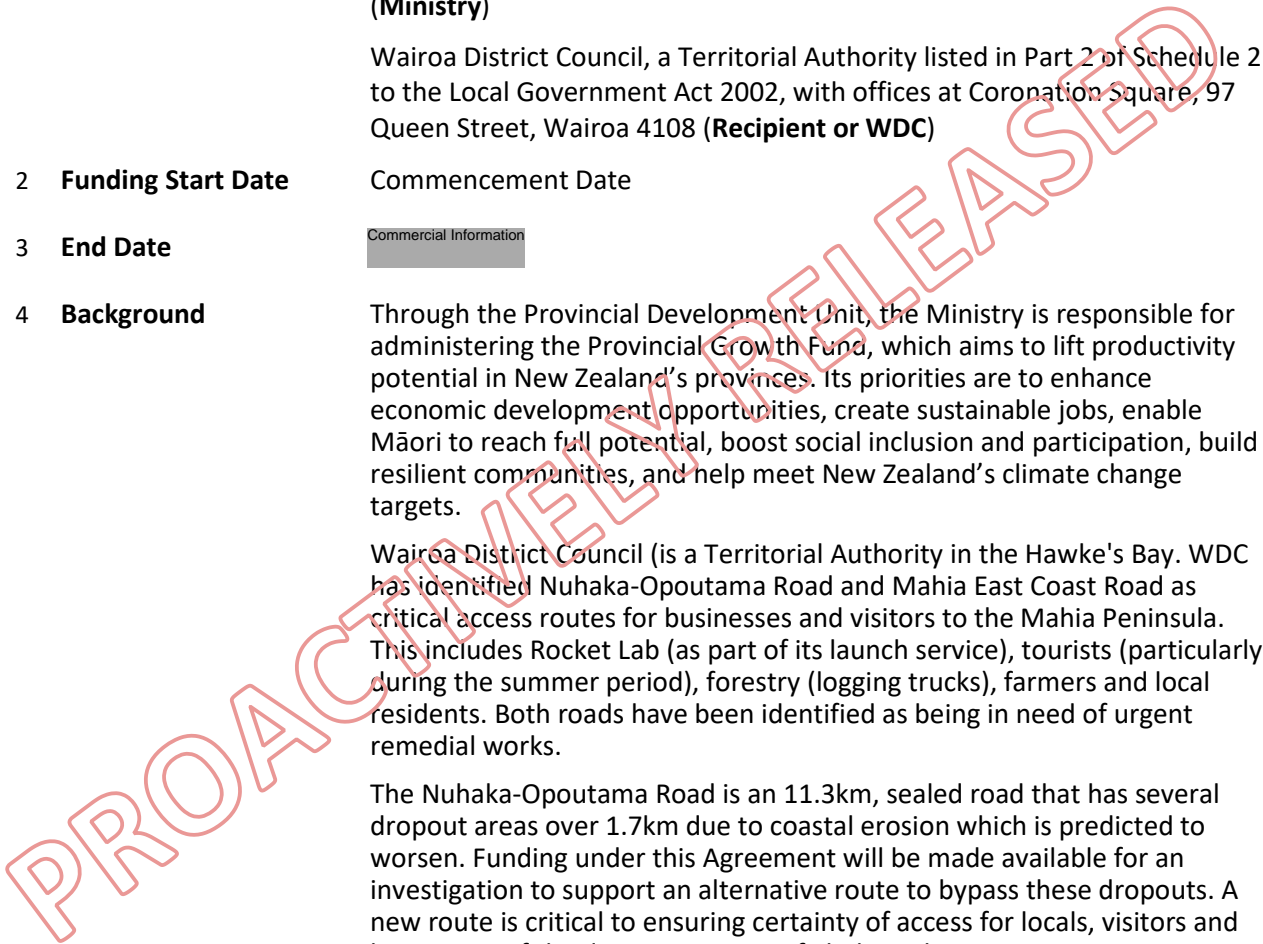 (Ministry)
Wairoa District Council, a Territorial Authority listed in Part 2 of Schedule 2
to the Local Government Act 2002, with offices at Coronation Square, 97
Queen Street, Wairoa 4108 (Recipient or WDC)
2 Funding Start Date Commencement Date
3 End Date Commercial Information
4 Background Through the Provincial Development Unit, the Ministry is responsible for
administering the Provincial Growth Fund, which aims to lift productivity
potential in New Zealand’s provinces. Its priorities are to enhance
economic development opportunities, create sustainable jobs, enable
Māori to reach full potential, boost social inclusion and participation, build
resilient communities, and help meet New Zealand’s climate change
targets.
Wairoa District Council (is a Territorial Authority in the Hawke's Bay. WDC
has identified Nuhaka-Opoutama Road and Mahia East Coast Road as
critical access routes for businesses and visitors to the Mahia Peninsula.
This includes Rocket Lab (as part of its launch service), tourists (particularly
during the summer period), forestry (logging trucks), farmers and local
residents. Both roads have been identified as being in need of urgent
remedial works.
The Nuhaka-Opoutama Road is an 11.3km, sealed road that has several
dropout areas over 1.7km due to coastal erosion which is predicted to
worsen. Funding under this Agreement will be made available for an
investigation to support an alternative route to bypass these dropouts. A
new route is critical to ensuring certainty of access for locals, visitors and
PROACTIVELY RELEASED